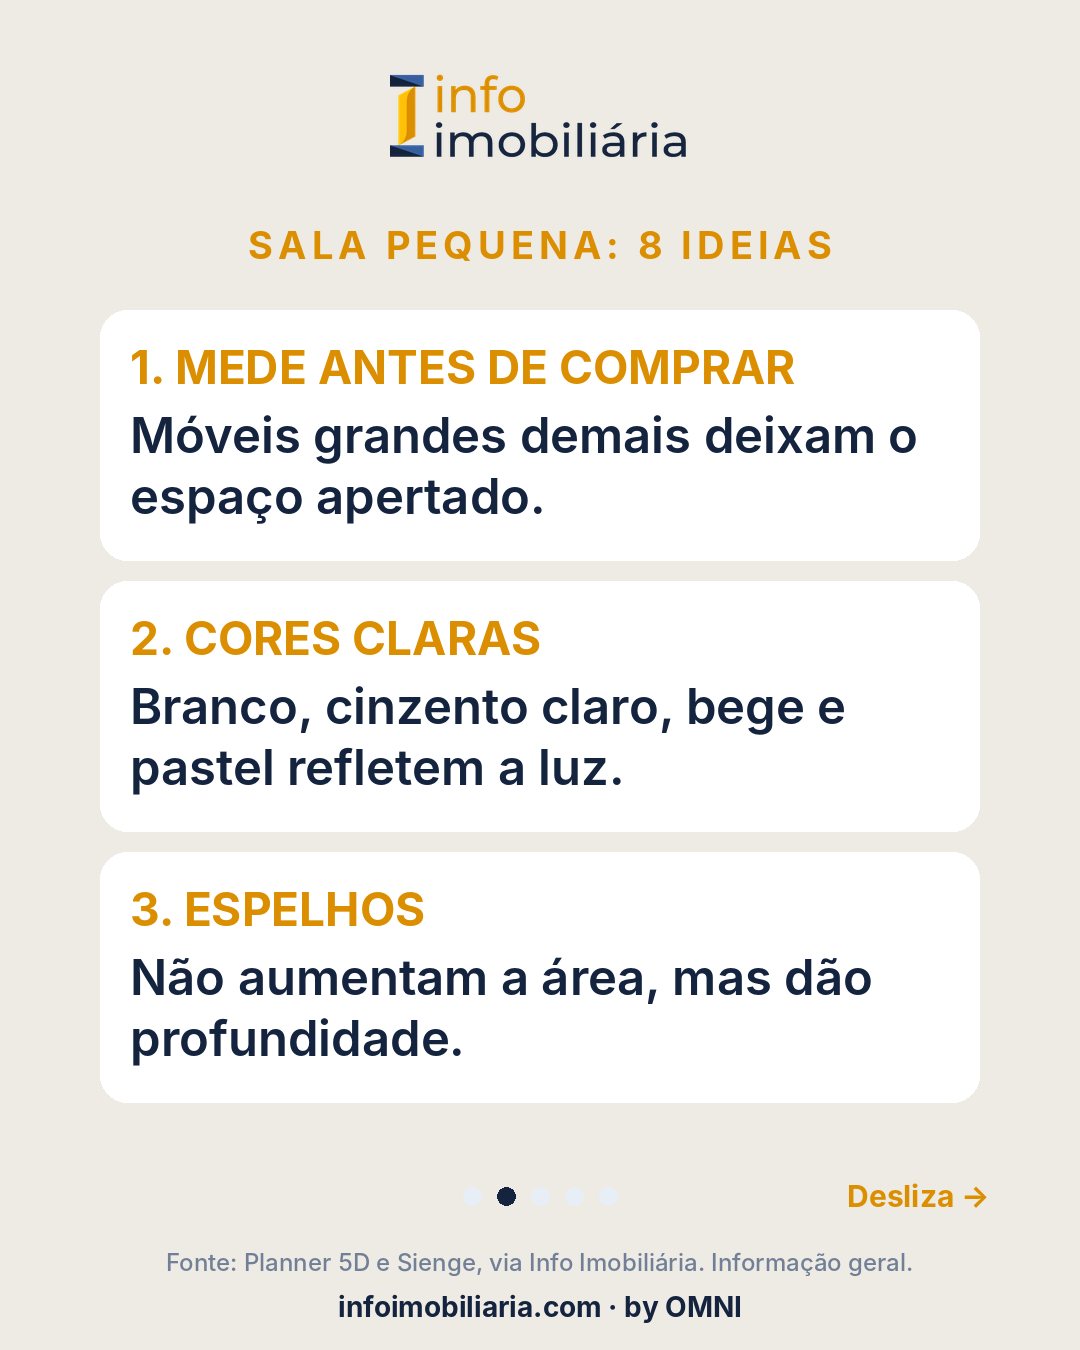 info
imobiliária
SALA PEQUENA: 8 IDEIAS
1. MEDE ANTES DE COMPRAR
Móveis grandes demais deixam o
espaço apertado.
2. CORES CLARAS
Branco, cinzento claro, bege e
pastel refletem a luz.
3. ESPELHOS
Não aumentam a área, mas dão
profundidade.
Desliza →
Fonte: Planner 5D e Sienge, via Info Imobiliária. Informação geral.
infoimobiliaria.com · by OMNI